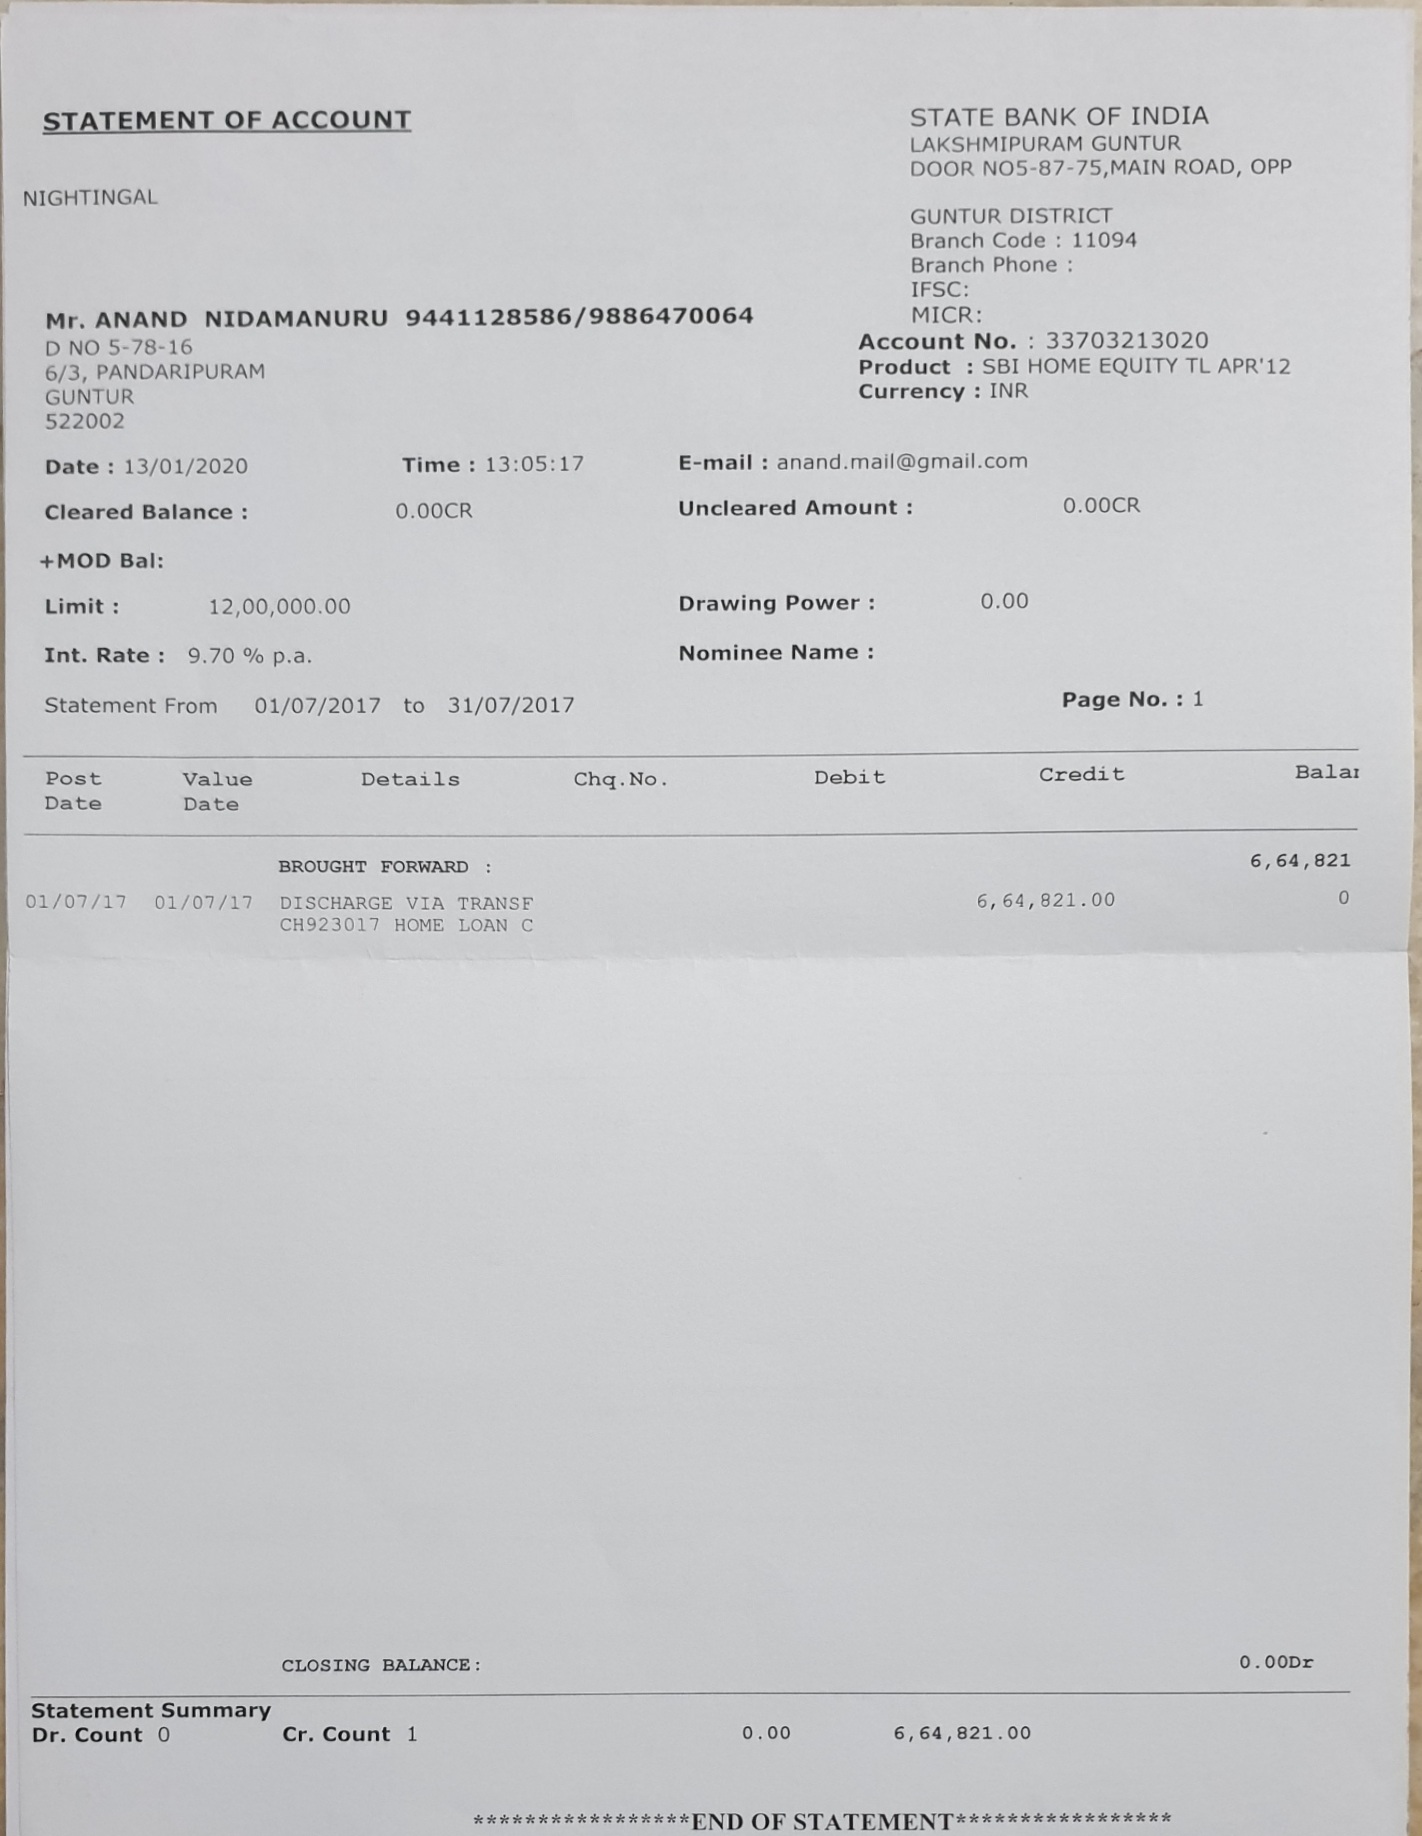 STATEMENT OF ACCOUNT
STATE BANK OF INDIA
LAKSHMIPURAM GUNTUR
DOOR NO5-87-75,MAIN ROAD, OPP
NIGHTINGAL
GUNTUR DISTRICT
Branch Code : 11094
Branch Phone :
IFSC:
MICR:
Mr. ANAND NIDAMANURU 9441128586/9886470064
D NO 5-78-16
6/3, PANDARIPURAM
GUNTUR
522002
Account No. : 33703213020
Product : SBI HOME EQUITY TL APR'12
Currency : INR
Date : 13/01/2020 Time : 13:05:17 E-mail : anand.mail@gmail.com
Cleared Balance : 0.00CR Uncleared Amount : 0.00CR
+MOD Bal:
Limit : 12,00,000.00 Drawing Power : 0.00
Int. Rate : 9.70 % p.a. Nominee Name :
Statement From 01/07/2017 to 31/07/2017 Page No. : 1
Post Value Details Chq.No. Debit Credit Balan
Date Date
BROUGHT FORWARD : 6,64,821
01/07/17 01/07/17 DISCHARGE VIA TRANSF 6,64,821.00 0
CH923017 HOME LOAN C
CLOSING BALANCE: 0.00Dr
Statement Summary
Dr. Count 0 Cr. Count 1 0.00 6,64,821.00
*****************END OF STATEMENT*****************